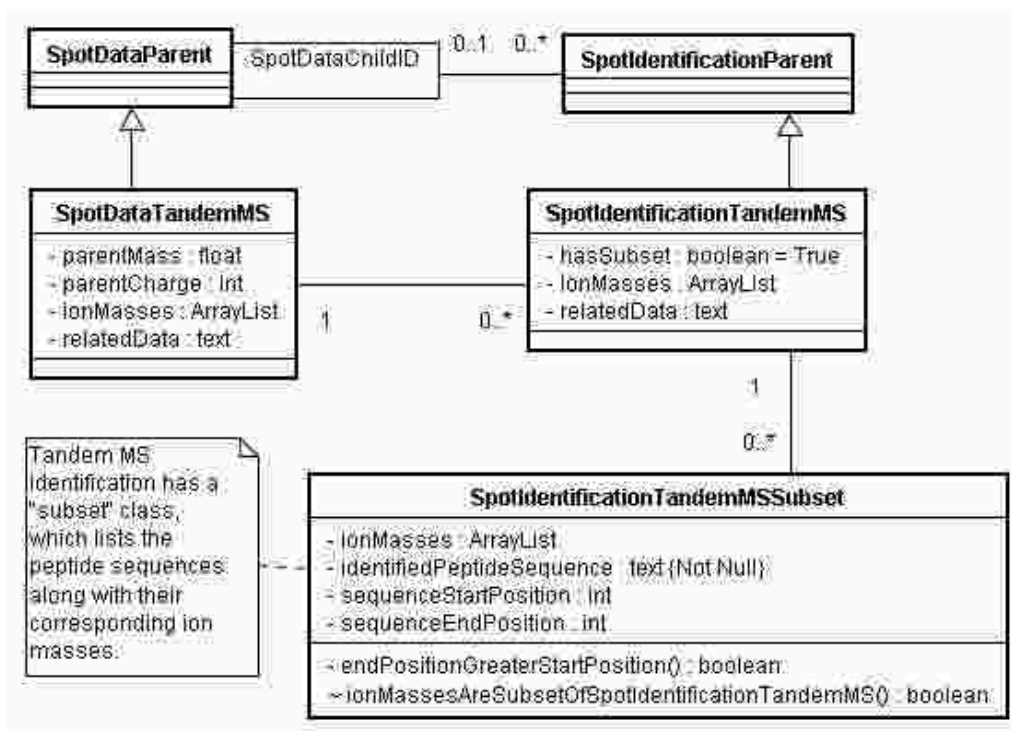 SpotDataParent
SpotDataChildID
0..1 0..*
SpotIdentificationParent
SpotDataTandemMS
- parentMass : float
- parentCharge : int
- ionMasses : ArrayList
- relatedData : text
1
0..*
SpotIdentificationTandemMS
- hasSubset : boolean = True
- ionMasses : ArrayList
- relatedData : text
1
0..*
Tandem MS
identification has a
"subset" class,
which lists the
peptide sequences
along with their
corresponding ion
masses.
SpotIdentificationTandemMSSubset
- ionMasses : ArrayList
- identifiedPeptideSequence : text {Not Null}
- sequenceStartPosition : int
- sequenceEndPosition : int
~ endPositionGreaterStartPosition() : boolean
~ionMassesAreSubsetOfSpotIdentificationTandemMS() : boolean